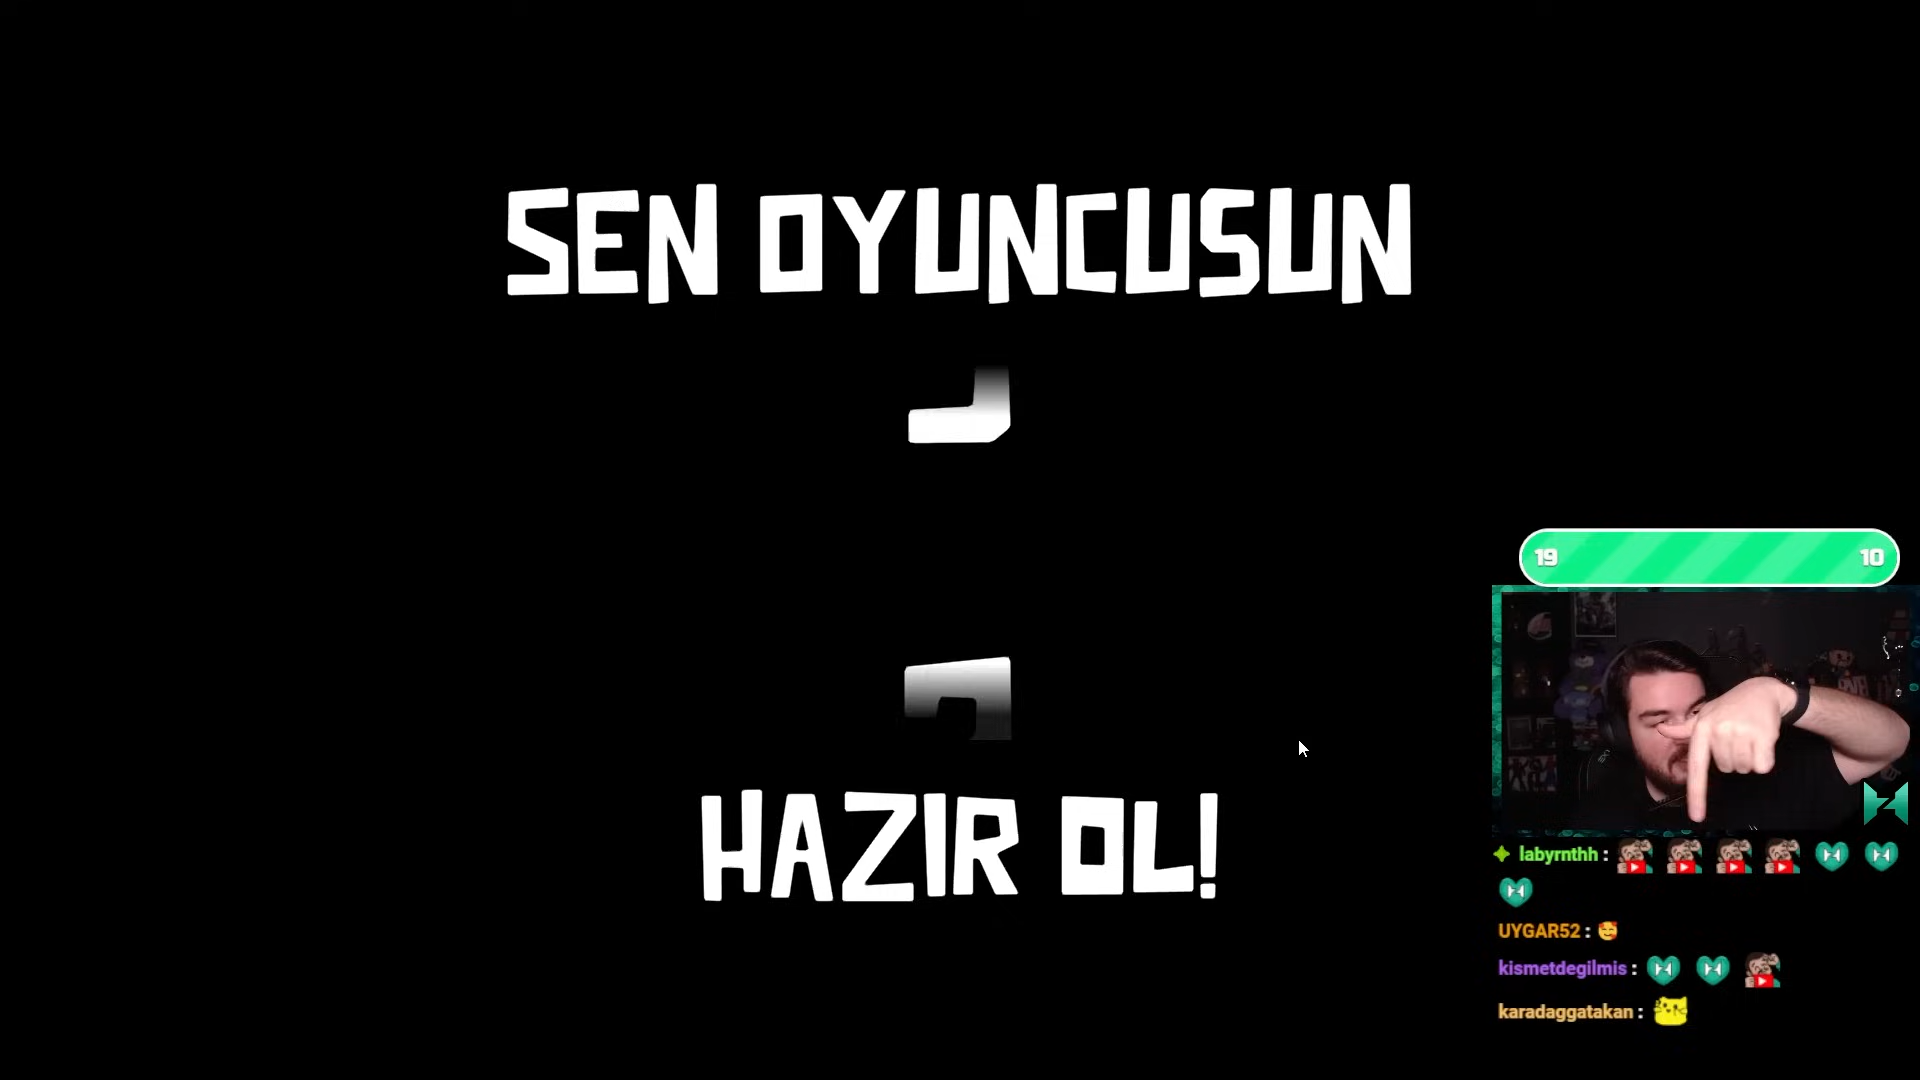 SEN OYUNCUSUN
HAZIR OL!
19 10
labyrnthh :
UYGAR52 :
kismetdegilmis :
karadaggatakan :